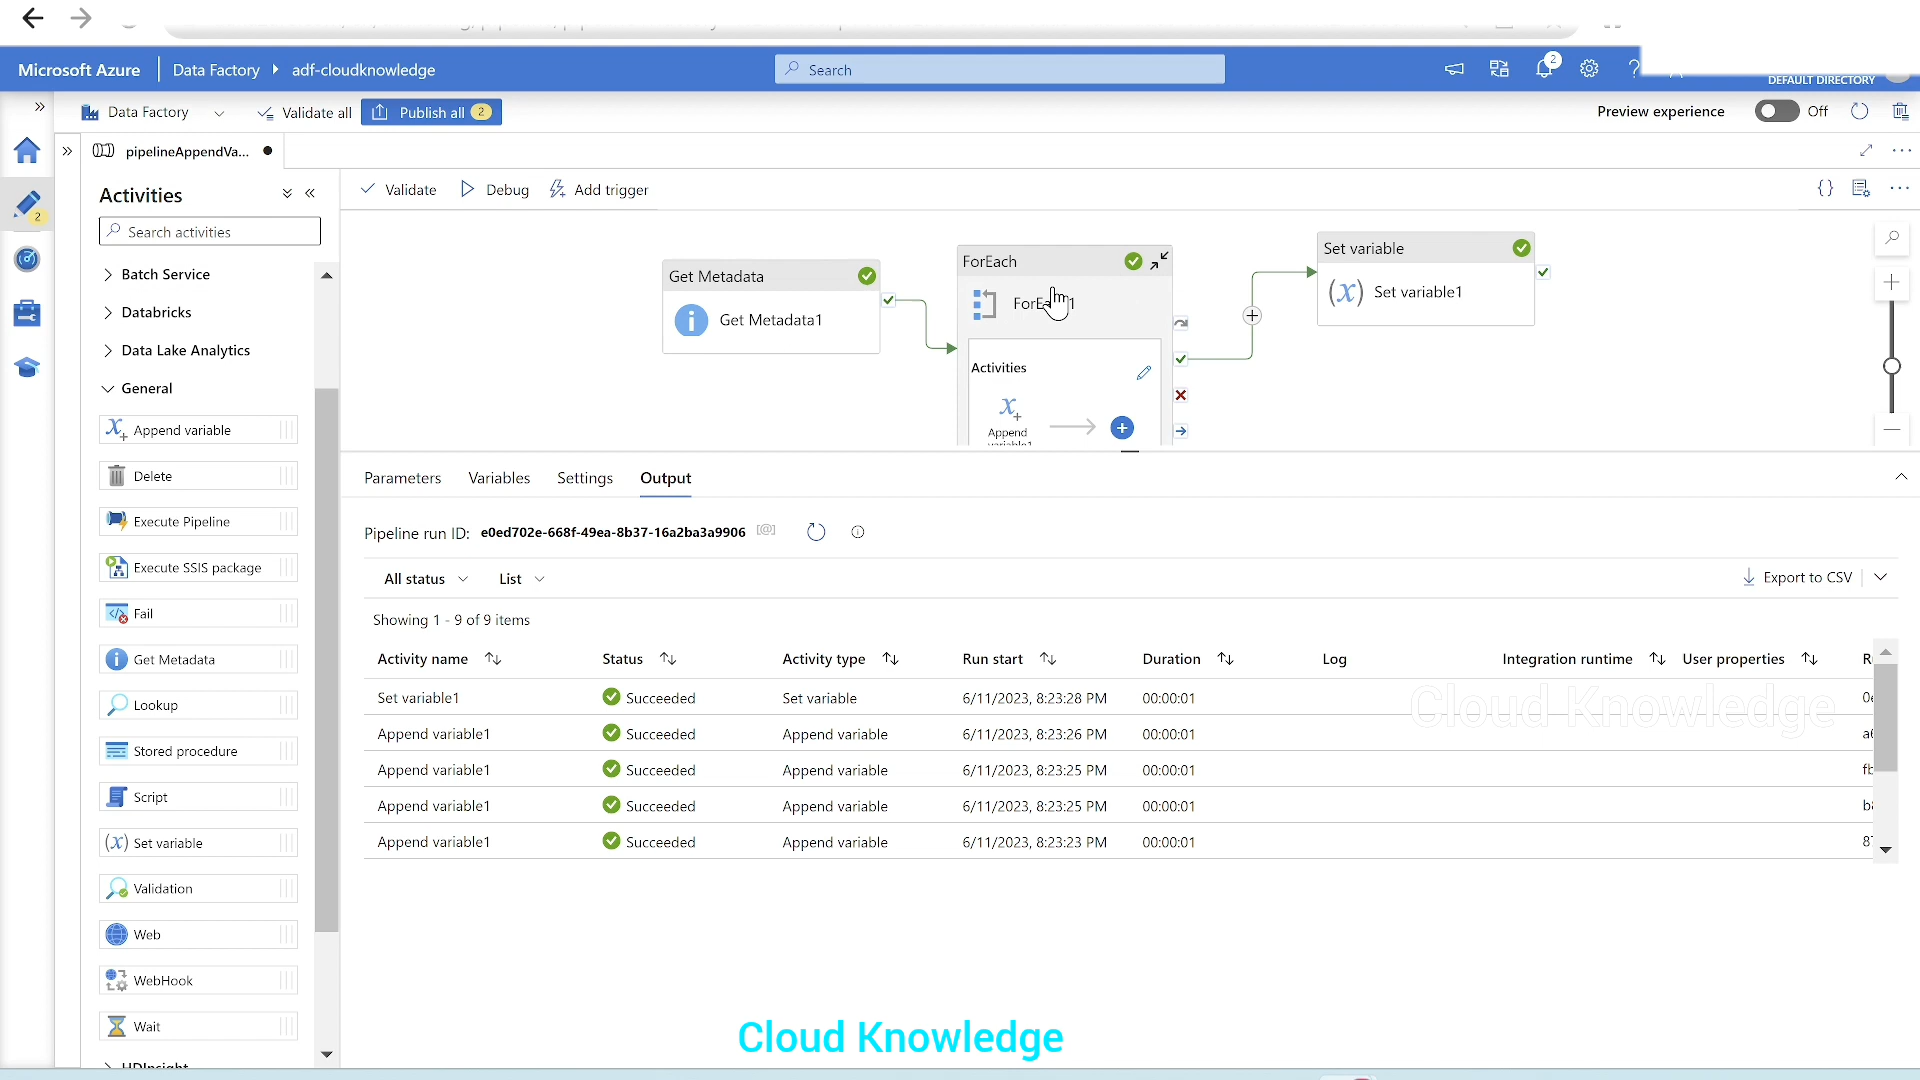 Microsoft Azure
Data Factory
adf-cloudknowledge
Search
2
DEFAULT DIRECTORY
Data Factory
Validate all
Publish all 2
Preview experience
Off
pipelineAppendVa...
2
Activities
Search activities
Batch Service
Databricks
Data Lake Analytics
General
Append variable
Delete
Execute Pipeline
Execute SSIS package
Fail
Get Metadata
Lookup
Stored procedure
Script
Set variable
Validation
Web
WebHook
Wait
HDInsight
Validate
Debug
Add trigger
Get Metadata
Get Metadata1
ForEach
Activities
Append
variable1
Set variable
Set variable1
Parameters Variables Settings Output
Pipeline run ID: e0ed702e-668f-49ea-8b37-16a2ba3a9906
All status List
Export to CSV
Showing 1 - 9 of 9 items
Activity name Status Activity type Run start Duration Log Integration runtime User properties R
Set variable1 Succeeded Set variable 6/11/2023, 8:23:28 PM 00:00:01
Append variable1 Succeeded Append variable 6/11/2023, 8:23:26 PM 00:00:01
Append variable1 Succeeded Append variable 6/11/2023, 8:23:25 PM 00:00:01
Append variable1 Succeeded Append variable 6/11/2023, 8:23:25 PM 00:00:01
Append variable1 Succeeded Append variable 6/11/2023, 8:23:23 PM 00:00:01
Cloud Knowledge
Cloud Knowledge